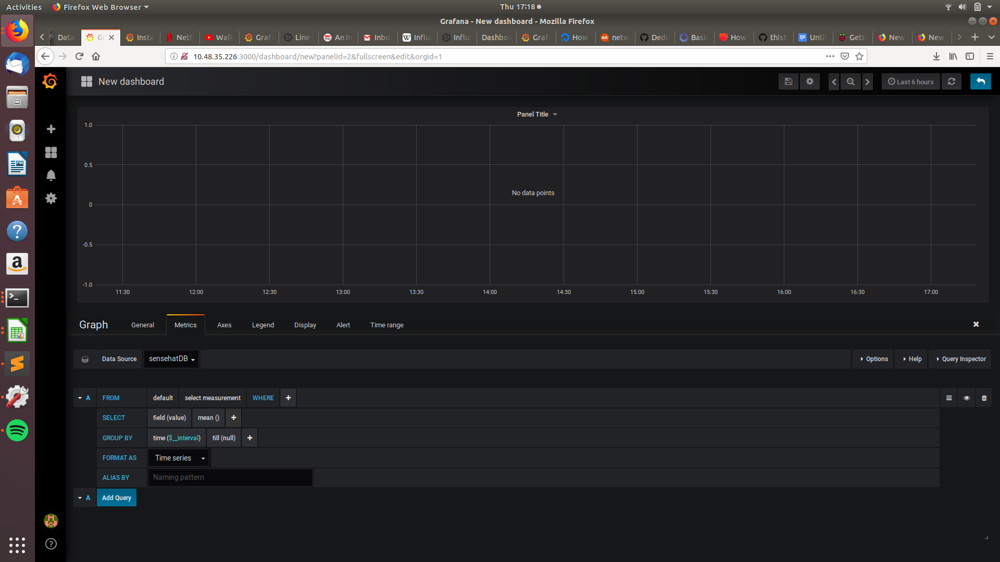 Activities Firefox Web Browser Thu 17:18
Grafana - New dashboard - Mozilla Firefox
Data Gr Insta Netfl Walk Grafa Line An In Inbo Influ Influ Dashbo Graf How netw Dedo Basic How thisb Unti Getti New New
10.48.35.226:3000/dashboard/new?panelId=2&fullscreen&edit&orgId=1
New dashboard Last 6 hours
Panel Title
1.0
0.5
No data points
0
-0.5
-1.0
11:30 12:00 12:30 13:00 13:30 14:00 14:30 15:00 15:30 16:00 16:30 17:00
Graph General Metrics Axes Legend Display Alert Time range
Data Source sensehatDB Options Help Query Inspector
A FROM default select measurement WHERE +
SELECT field (value) mean () +
GROUP BY time ($__interval) fill (null) +
FORMAT AS Time series
ALIAS BY Naming pattern
A Add Query